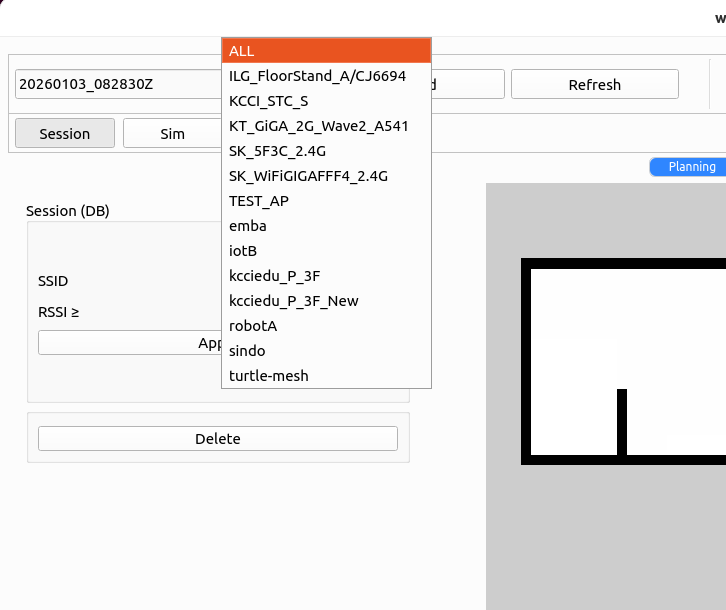 ALL
ILG_FloorStand_A/CJ6694
20260103_082830Z
Refresh
KCCI_STC_S
KT_GiGA_2G_Wave2_A541
Session
Sim
SK_5F3C_2.4G
SK_WiFiGIGAFFF4_2.4G
Planning
TEST_AP
Session (DB)
emba
iotB
SSID
kcciedu_P_3F
kcciedu_P_3F_New
RSSI ≥
robotA
sindo
turtle-mesh
Delete